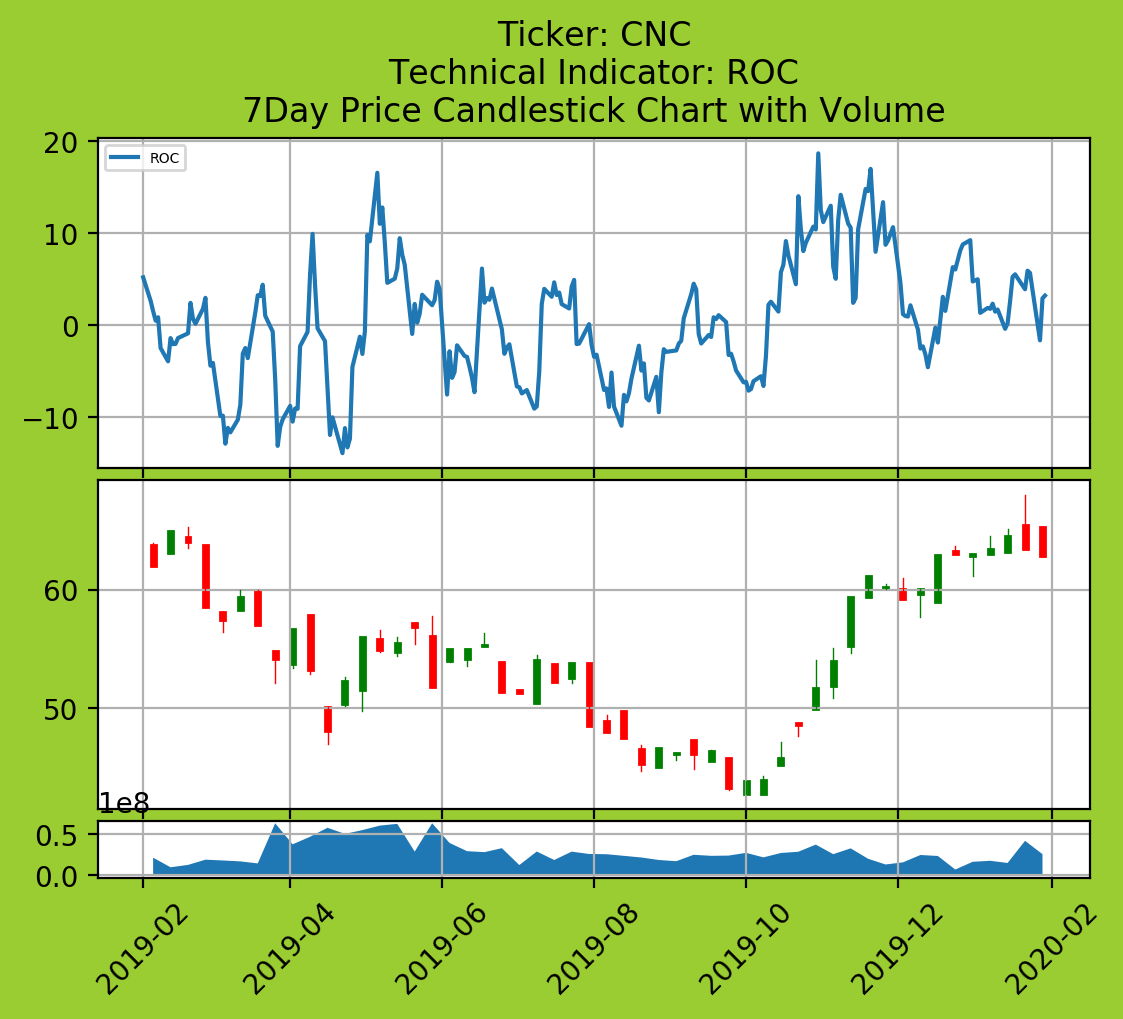 Ticker: CNC
Technical Indicator: ROC
7Day Price Candlestick Chart with Volume
20
ROC
10
0
−10
60
50
1e8
0.5
0.0
2019-02 2019-04 2019-06 2019-08 2019-10 2019-12 2020-02